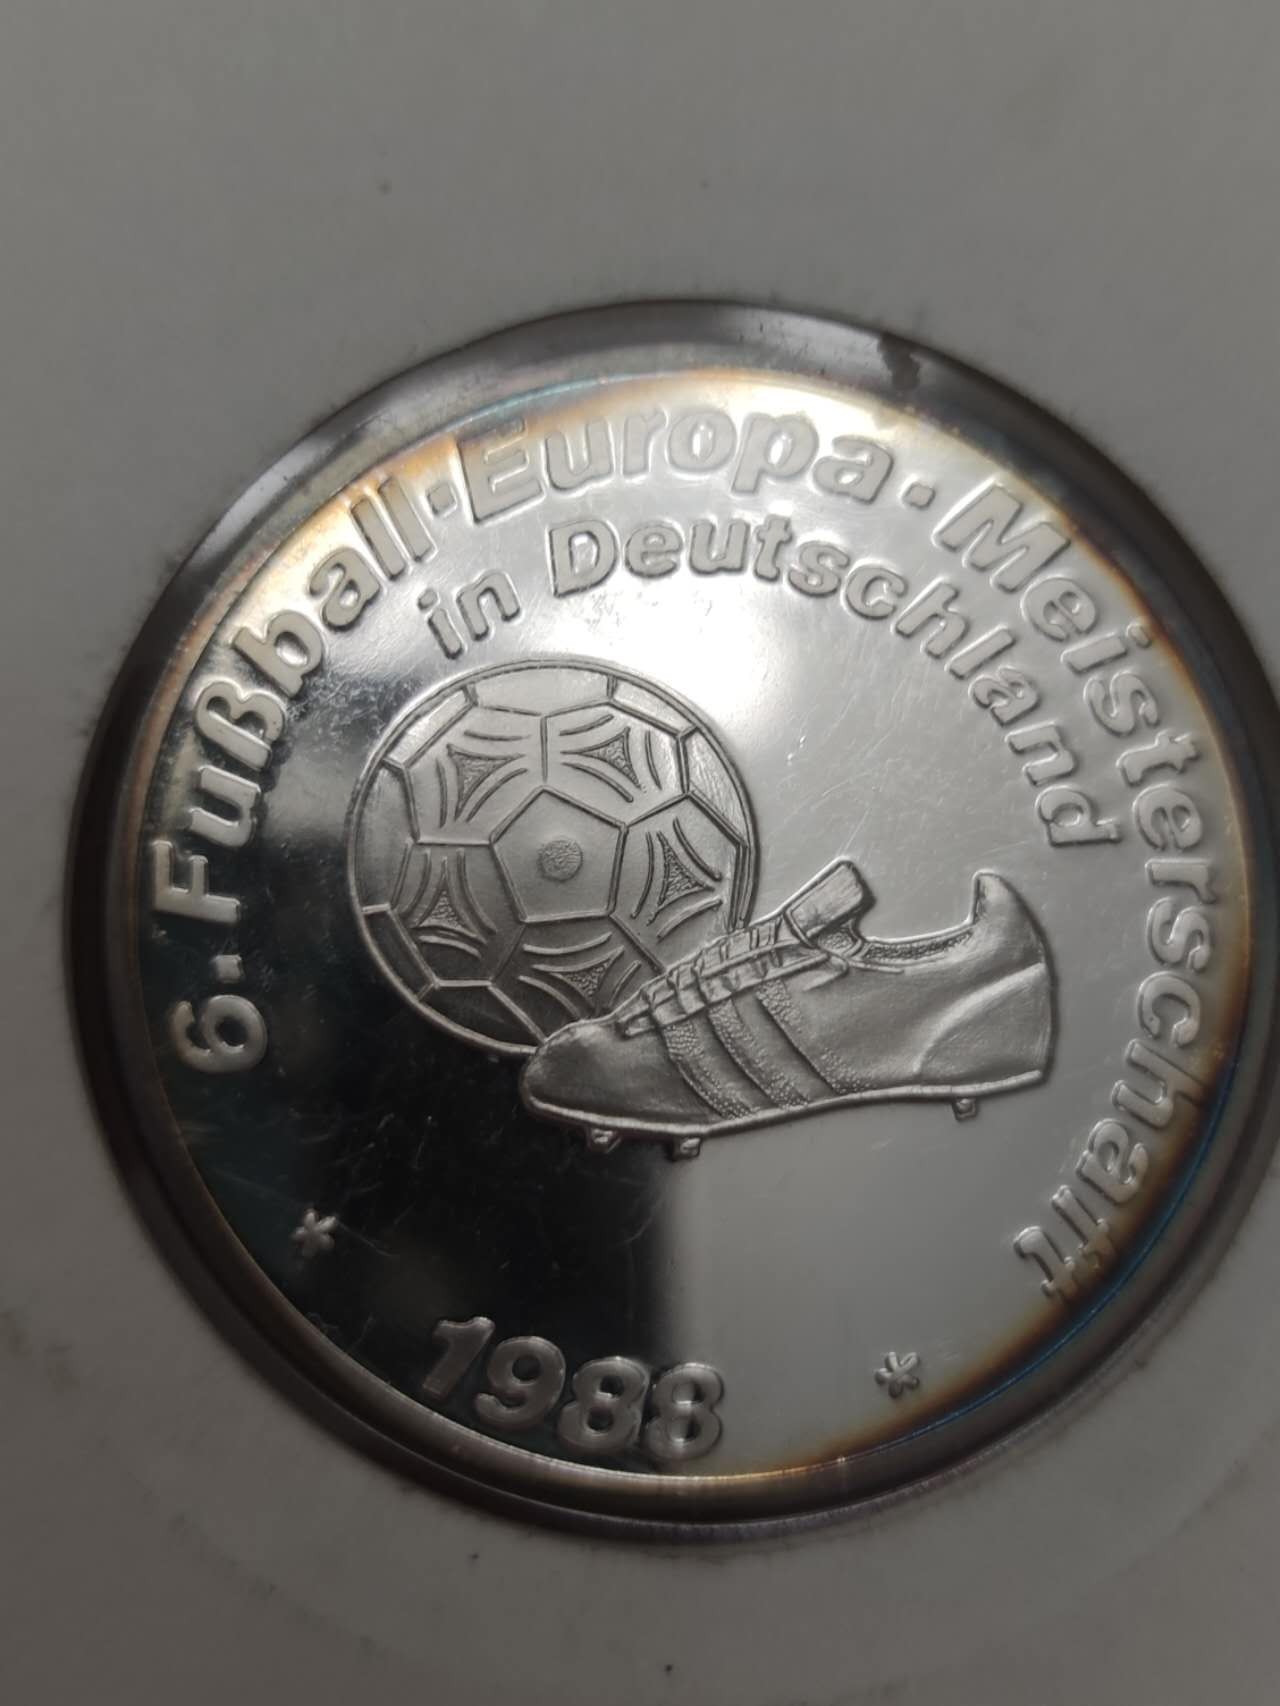 6. Fußball · Europa · Meisterschaft
in Deutschland
* 1988 *